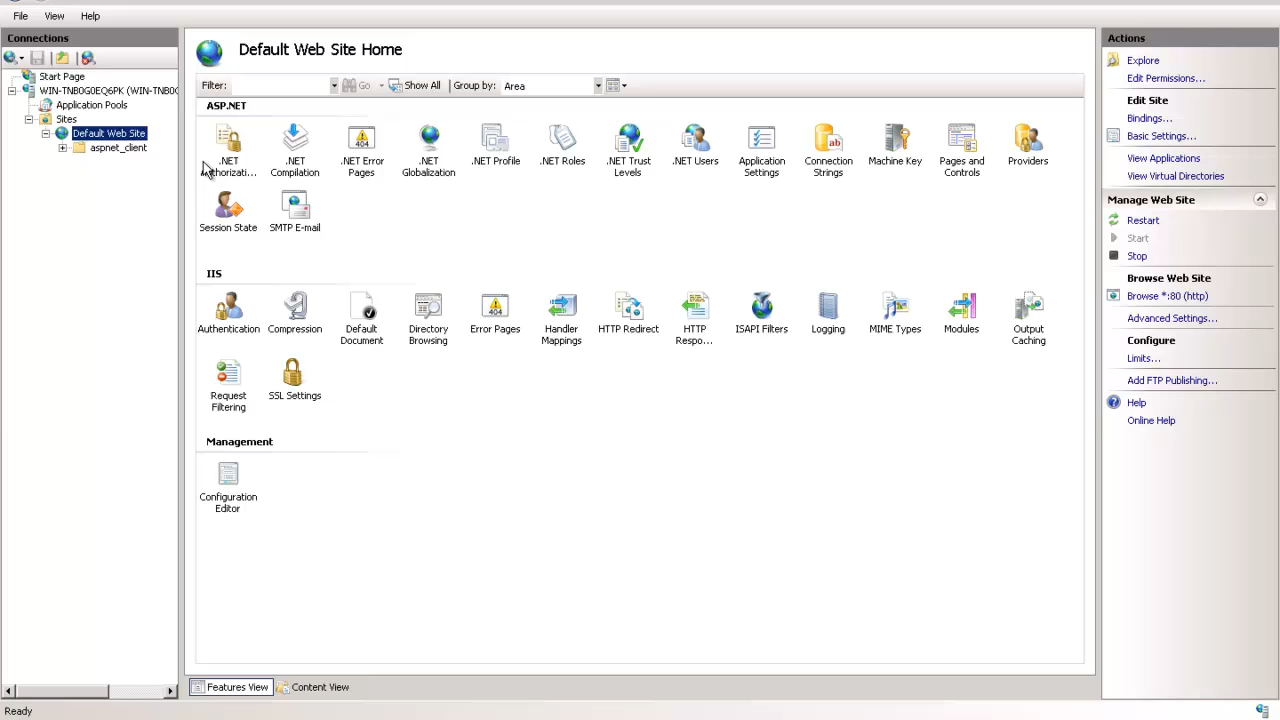 File View Help
Connections
Start Page
WIN-TNB0G0EQ6PK (WIN-TNB0G
Application Pools
Sites
Default Web Site
aspnet_client
Default Web Site Home
Filter: Go Show All Group by: Area
ASP.NET
.NET Authorizati...
.NET Compilation
.NET Error Pages
.NET Globalization
.NET Profile
.NET Roles
.NET Trust Levels
.NET Users
Application Settings
Connection Strings
Machine Key
Pages and Controls
Providers
Session State
SMTP E-mail
IIS
Authentication
Compression
Default Document
Directory Browsing
Error Pages
Handler Mappings
HTTP Redirect
HTTP Respo...
ISAPI Filters
Logging
MIME Types
Modules
Output Caching
Request Filtering
SSL Settings
Management
Configuration Editor
Features View Content View
Actions
Explore
Edit Permissions...
Edit Site
Bindings...
Basic Settings...
View Applications
View Virtual Directories
Manage Web Site
Restart
Start
Stop
Browse Web Site
Browse *:80 (http)
Advanced Settings...
Configure
Limits...
Add FTP Publishing...
Help
Online Help
Ready